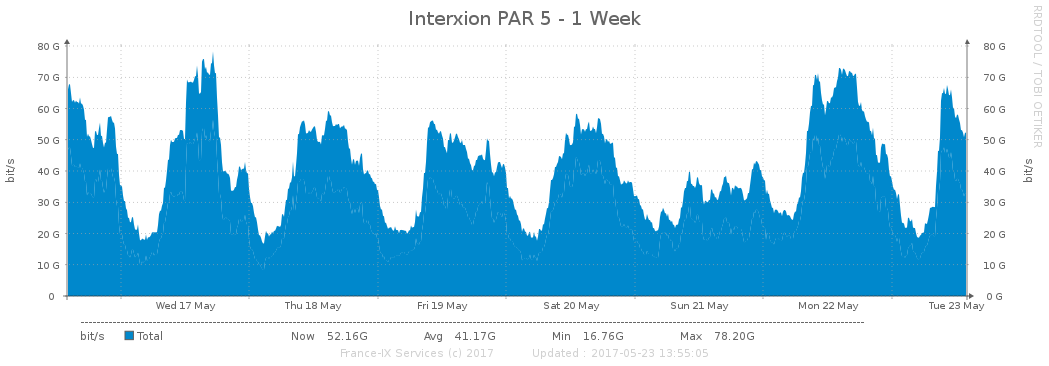 Interxion PAR 5 - 1 Week
RRDTOOL / TOBI OETIKER
bit/s
80 G 80 G
70 G 70 G
60 G 60 G
50 G 50 G
40 G 40 G
30 G 30 G
20 G 20 G
10 G 10 G
0 0 G
bit/s
Wed 17 May Thu 18 May Fri 19 May Sat 20 May Sun 21 May Mon 22 May Tue 23 May
bit/s Total Now 52.16G Avg 41.17G Min 16.76G Max 78.20G
France-IX Services (c) 2017 Updated : 2017-05-23 13:55:05